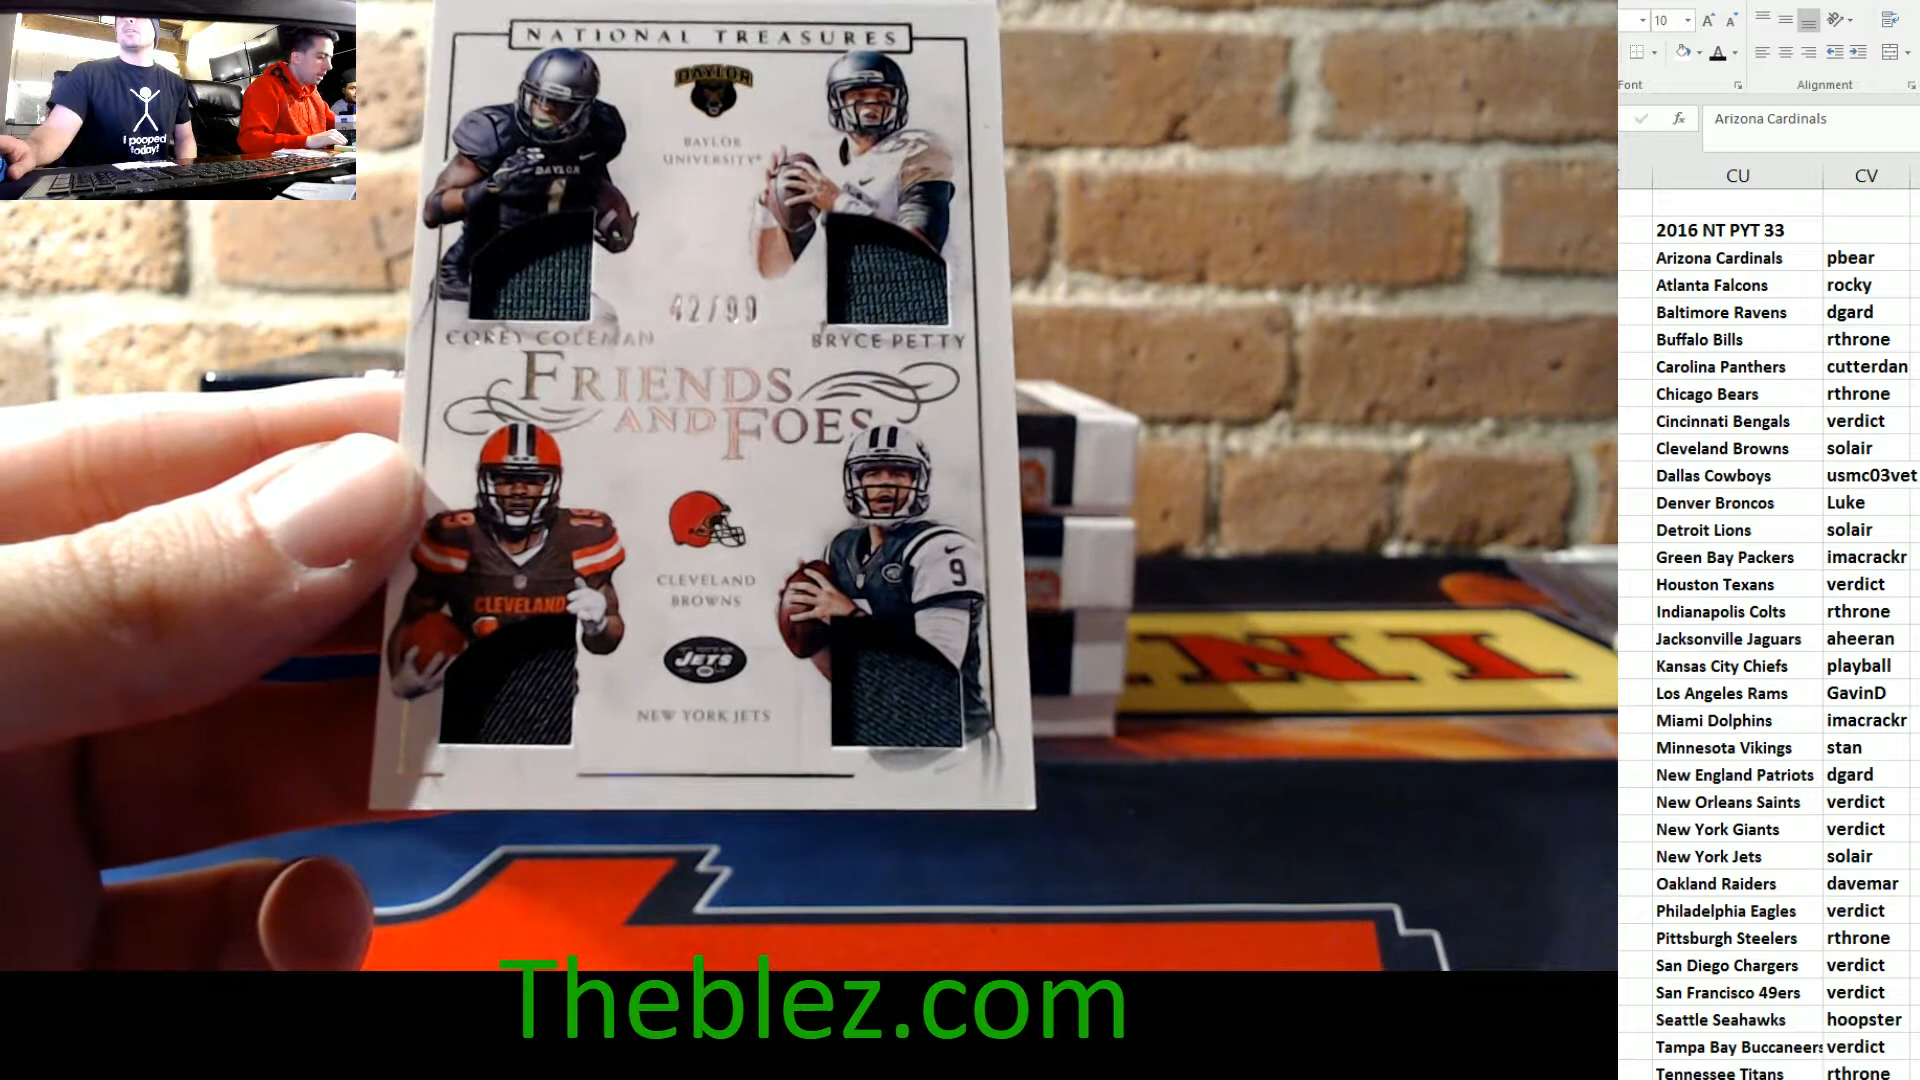 I pooped
today!
NATIONAL TREASURES
BAYLOR
BAYLOR
UNIVERSITY
BAYLOR
1
42/99
COREY COLEMAN
BRYCE PETTY
FRIENDS
AND FOES
CLEVELAND
BROWNS
CLEVELAND
9
JETS
NEW YORK JETS
NI
Theblez.com
10
Font
Alignment
fx
Arizona Cardinals
CU CV
2016 NT PYT 33
Arizona Cardinals pbear
Atlanta Falcons rocky
Baltimore Ravens dgard
Buffalo Bills rthrone
Carolina Panthers cutterdan
Chicago Bears rthrone
Cincinnati Bengals verdict
Cleveland Browns solair
Dallas Cowboys usmc03vet
Denver Broncos Luke
Detroit Lions solair
Green Bay Packers imacrackr
Houston Texans verdict
Indianapolis Colts rthrone
Jacksonville Jaguars aheeran
Kansas City Chiefs playball
Los Angeles Rams GavinD
Miami Dolphins imacrackr
Minnesota Vikings stan
New England Patriots dgard
New Orleans Saints verdict
New York Giants verdict
New York Jets solair
Oakland Raiders davemar
Philadelphia Eagles verdict
Pittsburgh Steelers rthrone
San Diego Chargers verdict
San Francisco 49ers verdict
Seattle Seahawks hoopster
Tampa Bay Buccaneers verdict
Tennessee Titans rthrone